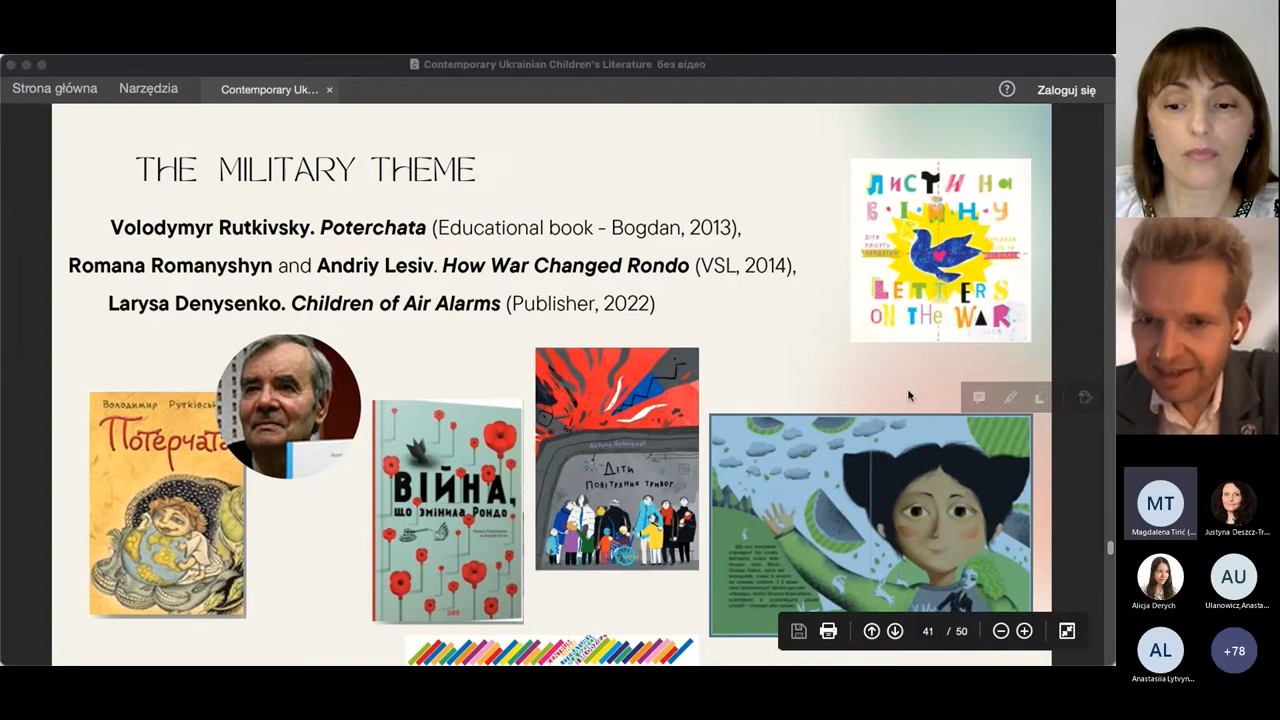 Contemporary Ukrainian Children's Literature без відео
Strona główna
Narzędzia
Contemporary Uk... ×
?
Zaloguj się
THE MILITARY THEME
Volodymyr Rutkivsky. Poterchata (Educational book - Bogdan, 2013),
Romana Romanyshyn and Andriy Lesiv. How War Changed Rondo (VSL, 2014),
Larysa Denysenko. Children of Air Alarms (Publisher, 2022)
ЛИСТИ НА
ВІЙНУ
ДІТИ
ПИШУТЬ
LETTERS
ON THE WAR
Володимир Рутківсь
Потерчата
ВІЙНА,
ЩО ЗМІНИЛА РОНДО
Діти
повітряних тривог
41 / 50
MT
Magdalena Tirić (...
Justyna Deszcz-Tr...
Alicja Derych
AU
Ulanowicz,Anasta...
AL
Anastasiia Lytvyn...
+78